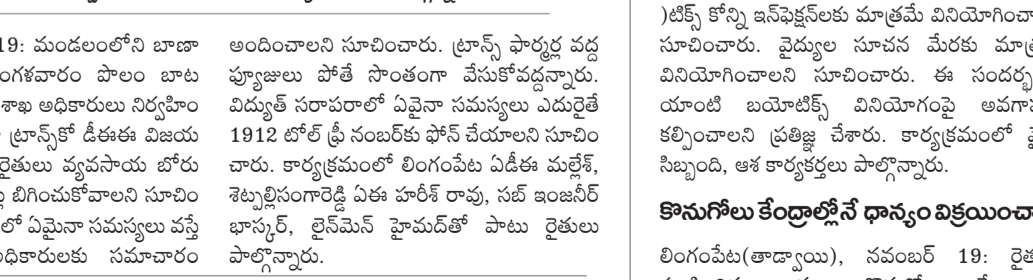 19: మండలంలోని బాణా
ంగళవారం పొలం బాట
శాఖ అధికారులు నిర్వహిం
ట్రాన్స్‌కో డీఈఈ విజయ
రైతులు వ్యవసాయ బోరు
బిగించుకోవాలని సూచిం
లో ఏమైనా సమస్యలు వస్తే
ధికారులకు సమాచారం
అందించాలని సూచించారు. ట్రాన్స్ ఫార్మర్ల వద్ద
ఫ్యూజులు పోతే సొంతంగా వేసుకోవద్దన్నారు.
విద్యుత్ సరాపరాలో ఏవైనా సమస్యలు ఎదురైతే
1912 టోల్ ఫ్రీ నంబర్‌కు ఫోన్ చేయాలని సూచిం
చారు. కార్యక్రమంలో లింగంపేట ఏడీఈ మల్లేశ్,
శెట్పల్లిసంగారెడ్డి ఏఈ హరీశ్ రావు, సబ్ ఇంజనీర్
భాస్కర్, లైన్‌మెన్ హైమద్‌తో పాటు రైతులు
పాల్గొన్నారు.
)టిక్స్ కోన్ని ఇన్‌ఫెక్షన్‌లకు మాత్రమే వినియోగించా
సూచించారు. వైద్యుల సూచన మేరకు మాత్ర
వినియోగించాలని సూచించారు. ఈ సందర్భ
యాంటి బయోటిక్స్ వినియోగంపై అవగా
కల్పించాలని ప్రతిజ్ఞ చేశారు. కార్యక్రమంలో వై
సిబ్బంది, ఆశ కార్యకర్తలు పాల్గొన్నారు.
కొనుగోలు కేంద్రాల్లోనే ధాన్యం విక్రయించా
లింగంపేట(తాడ్వాయి), నవంబర్ 19: రైత